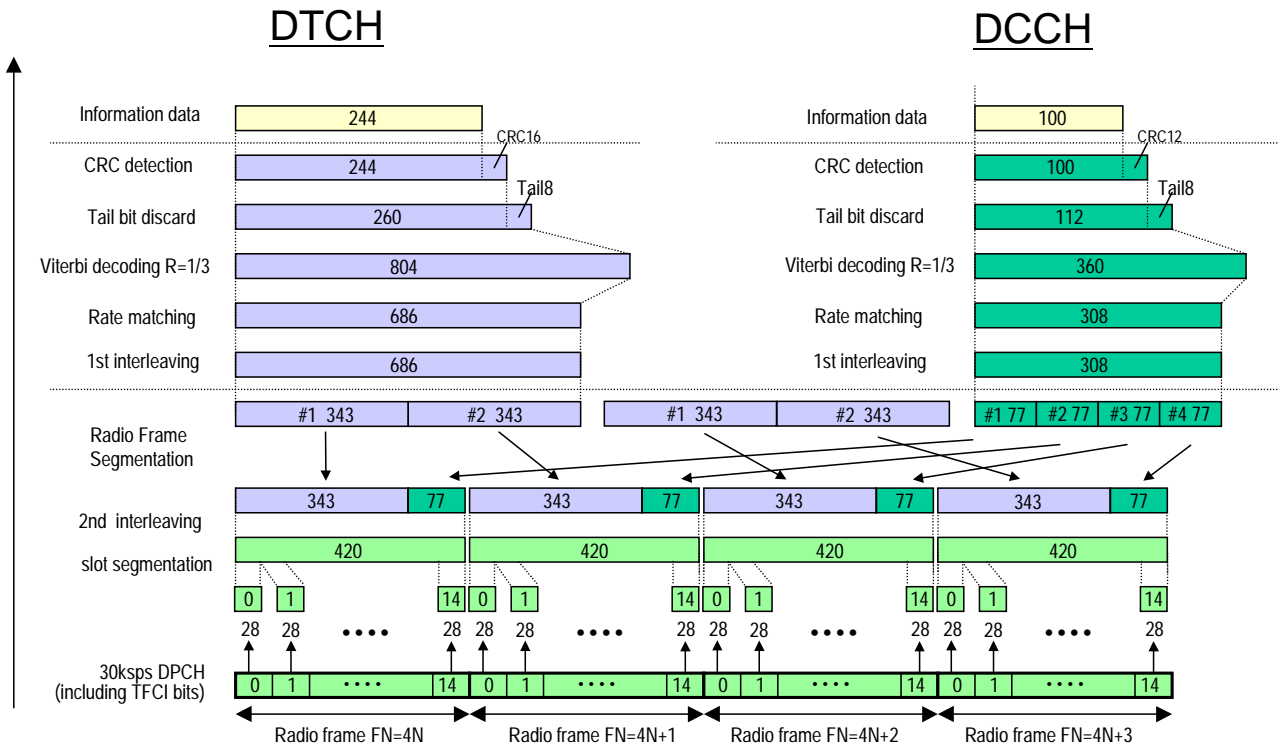 DTCH DCCH
Information data 244 Information data 100
CRC16 CRC12
CRC detection 244 CRC detection 100
Tail8 Tail8
Tail bit discard 260 Tail bit discard 112
Viterbi decoding R=1/3 804 Viterbi decoding R=1/3 360
Rate matching 686 Rate matching 308
1st interleaving 686 1st interleaving 308
#1 343 #2 343 #1 343 #2 343 #1 77 #2 77 #3 77 #4 77
Radio Frame
Segmentation
343 77 343 77 343 77 343 77
2nd interleaving
420 420 420 420
slot segmentation
0 1 14 0 1 14 0 1 14 0 1 14
28 28 •••• 28 28 28 •••• 28 28 28 •••• 28 28 28 •••• 28
30ksps DPCH
(including TFCI bits)
0 1 •••• 14 0 1 •••• 14 0 1 •••• 14 0 1 •••• 14
Radio frame FN=4N Radio frame FN=4N+1 Radio frame FN=4N+2 Radio frame FN=4N+3